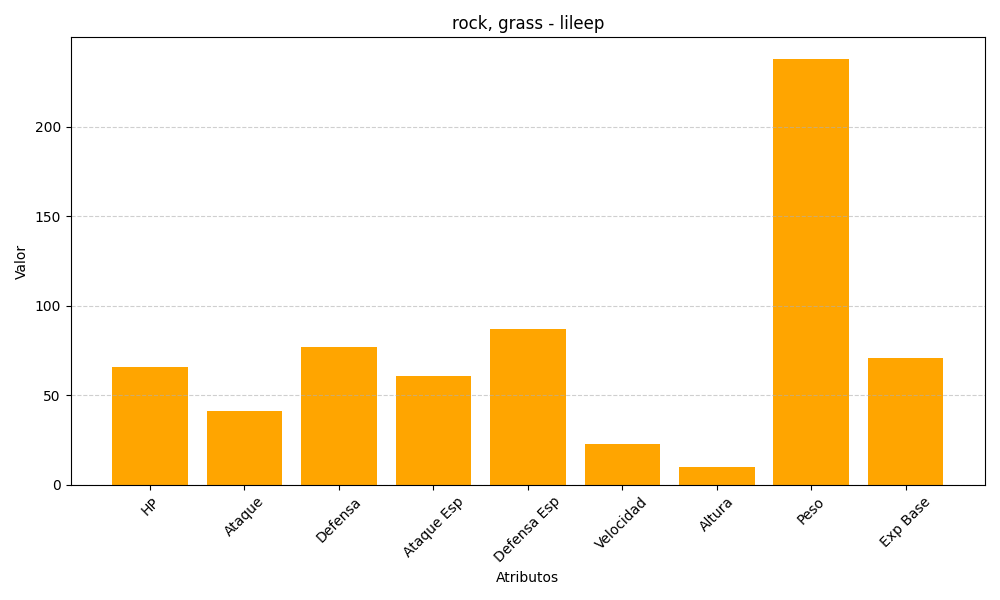 rock, grass - lileep
Valor
200
150
100
50
0
HP
Ataque
Defensa
Ataque Esp
Defensa Esp
Velocidad
Altura
Peso
Exp Base
Atributos